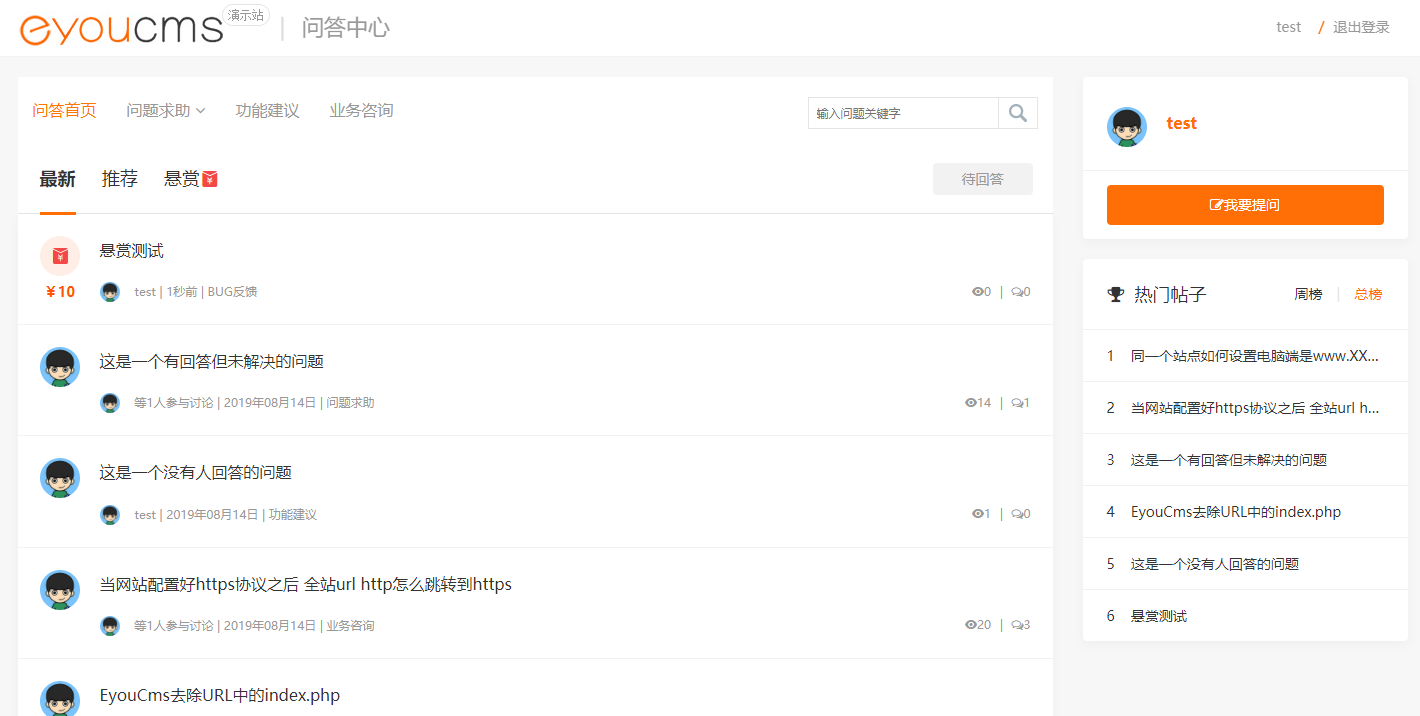 eyoucms 演示站 | 问答中心
test / 退出登录
问答首页 问题求助 功能建议 业务咨询
输入问题关键字
最新 推荐 悬赏
待回答
悬赏测试
¥10
test | 1秒前 | BUG反馈
0 | 0
这是一个有回答但未解决的问题
等1人参与讨论 | 2019年08月14日 | 问题求助
14 | 1
这是一个没有人回答的问题
test | 2019年08月14日 | 功能建议
1 | 0
当网站配置好https协议之后 全站url http怎么跳转到https
等1人参与讨论 | 2019年08月14日 | 业务咨询
20 | 3
EyouCms去除URL中的index.php
test
我要提问
热门帖子 周榜 | 总榜
1 同一个站点如何设置电脑端是www.XX...
2 当网站配置好https协议之后 全站url h...
3 这是一个有回答但未解决的问题
4 EyouCms去除URL中的index.php
5 这是一个没有人回答的问题
6 悬赏测试